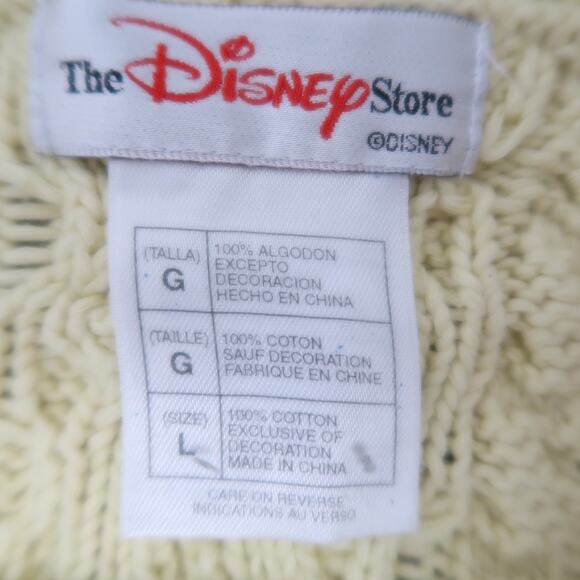 The Disney Store
©DISNEY
(TALLA)
G
100% ALGODON
EXCEPTO
DECORACION
HECHO EN CHINA
(TAILLE)
G
100% COTON
SAUF DECORATION
FABRIQUE EN CHINE
(SIZE)
L
100% COTTON
EXCLUSIVE OF
DECORATION
MADE IN CHINA
CARE ON REVERSE
INDICATIONS AU VERSO